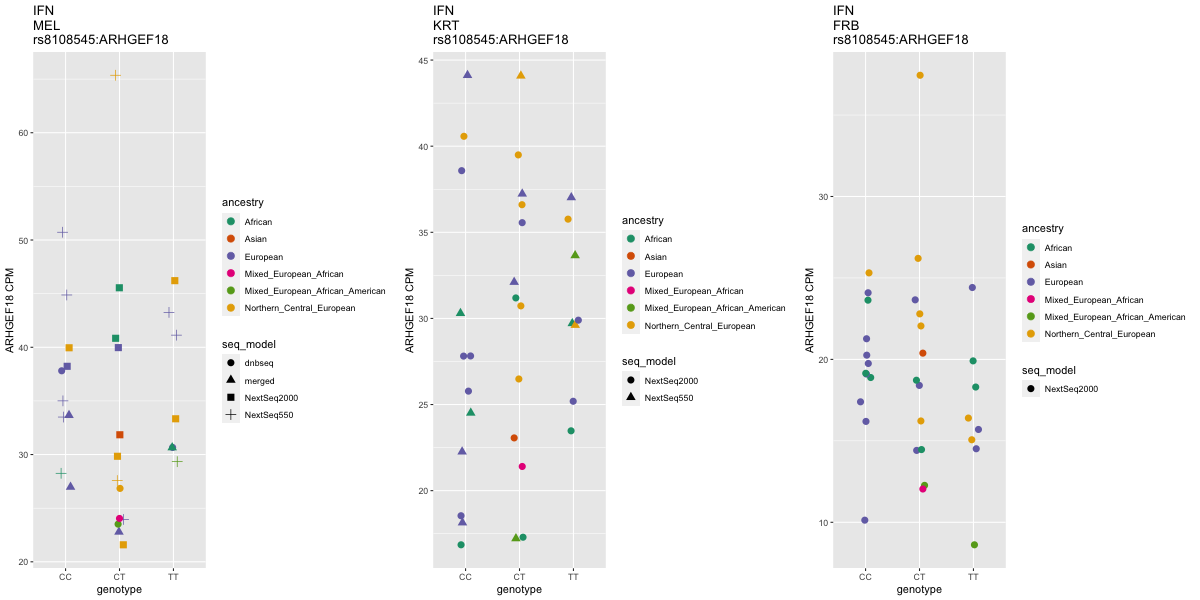 IFN
MEL
rs8108545:ARHGEF18
ARHGEF18 CPM
60
50
40
30
20
CC
CT
TT
genotype
ancestry
African
Asian
European
Mixed_European_African
Mixed_European_African_American
Northern_Central_European
seq_model
dnbseq
merged
NextSeq2000
NextSeq550
IFN
KRT
rs8108545:ARHGEF18
ARHGEF18 CPM
45
40
35
30
25
20
CC
CT
TT
genotype
ancestry
African
Asian
European
Mixed_European_African
Mixed_European_African_American
Northern_Central_European
seq_model
NextSeq2000
NextSeq550
IFN
FRB
rs8108545:ARHGEF18
ARHGEF18 CPM
30
20
10
CC
CT
TT
genotype
ancestry
African
Asian
European
Mixed_European_African
Mixed_European_African_American
Northern_Central_European
seq_model
NextSeq2000